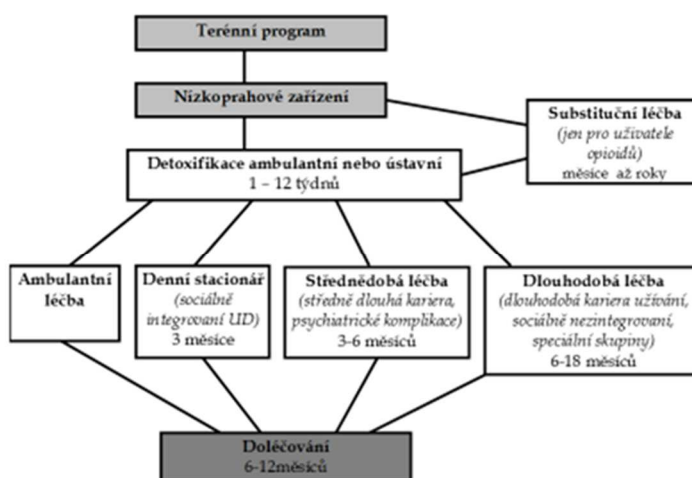 Terénní program
Nízkoprahové zařízení
Substituční léčba
(jen pro uživatele
opioidů)
měsíce až roky
Detoxifikace ambulantní nebo ústavní
1 – 12 týdnů
Ambulantní
léčba
Denní stacionář
(sociálně
integrovaní UD)
3 měsíce
Střednědobá léčba
(středně dlouhá kariera,
psychiatrické komplikace)
3-6 měsíců
Dlouhodobá léčba
(dlouhodobá kariera užívání,
sociálně nezintegrovaní,
speciální skupiny)
6-18 měsíců
Doléčování
6-12měsíců